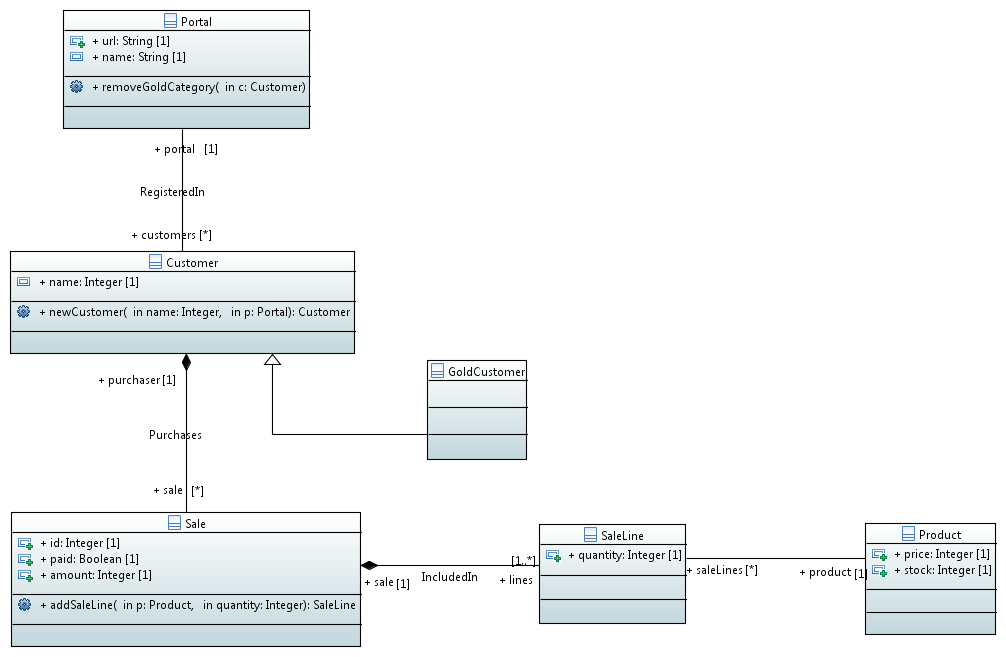 Portal
+ url: String [1]
+ name: String [1]
+ removeGoldCategory( in c: Customer)
+ portal [1]
RegisteredIn
+ customers [*]
Customer
+ name: Integer [1]
+ newCustomer( in name: Integer, in p: Portal): Customer
+ purchaser [1]
GoldCustomer
Purchases
+ sale [*]
Sale
+ id: Integer [1]
+ paid: Boolean [1]
+ amount: Integer [1]
+ addSaleLine( in p: Product, in quantity: Integer): SaleLine
+ sale [1]
IncludedIn
[1..*]
+ lines
SaleLine
+ quantity: Integer [1]
+ saleLines [*]
+ product [1]
Product
+ price: Integer [1]
+ stock: Integer [1]